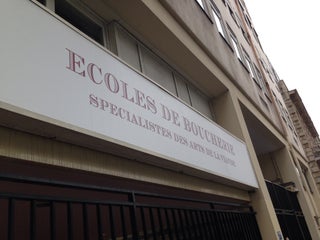 ECOLES DE BOUCHERIE
SPECIALISTES DES ARTS DE LA VIANDE